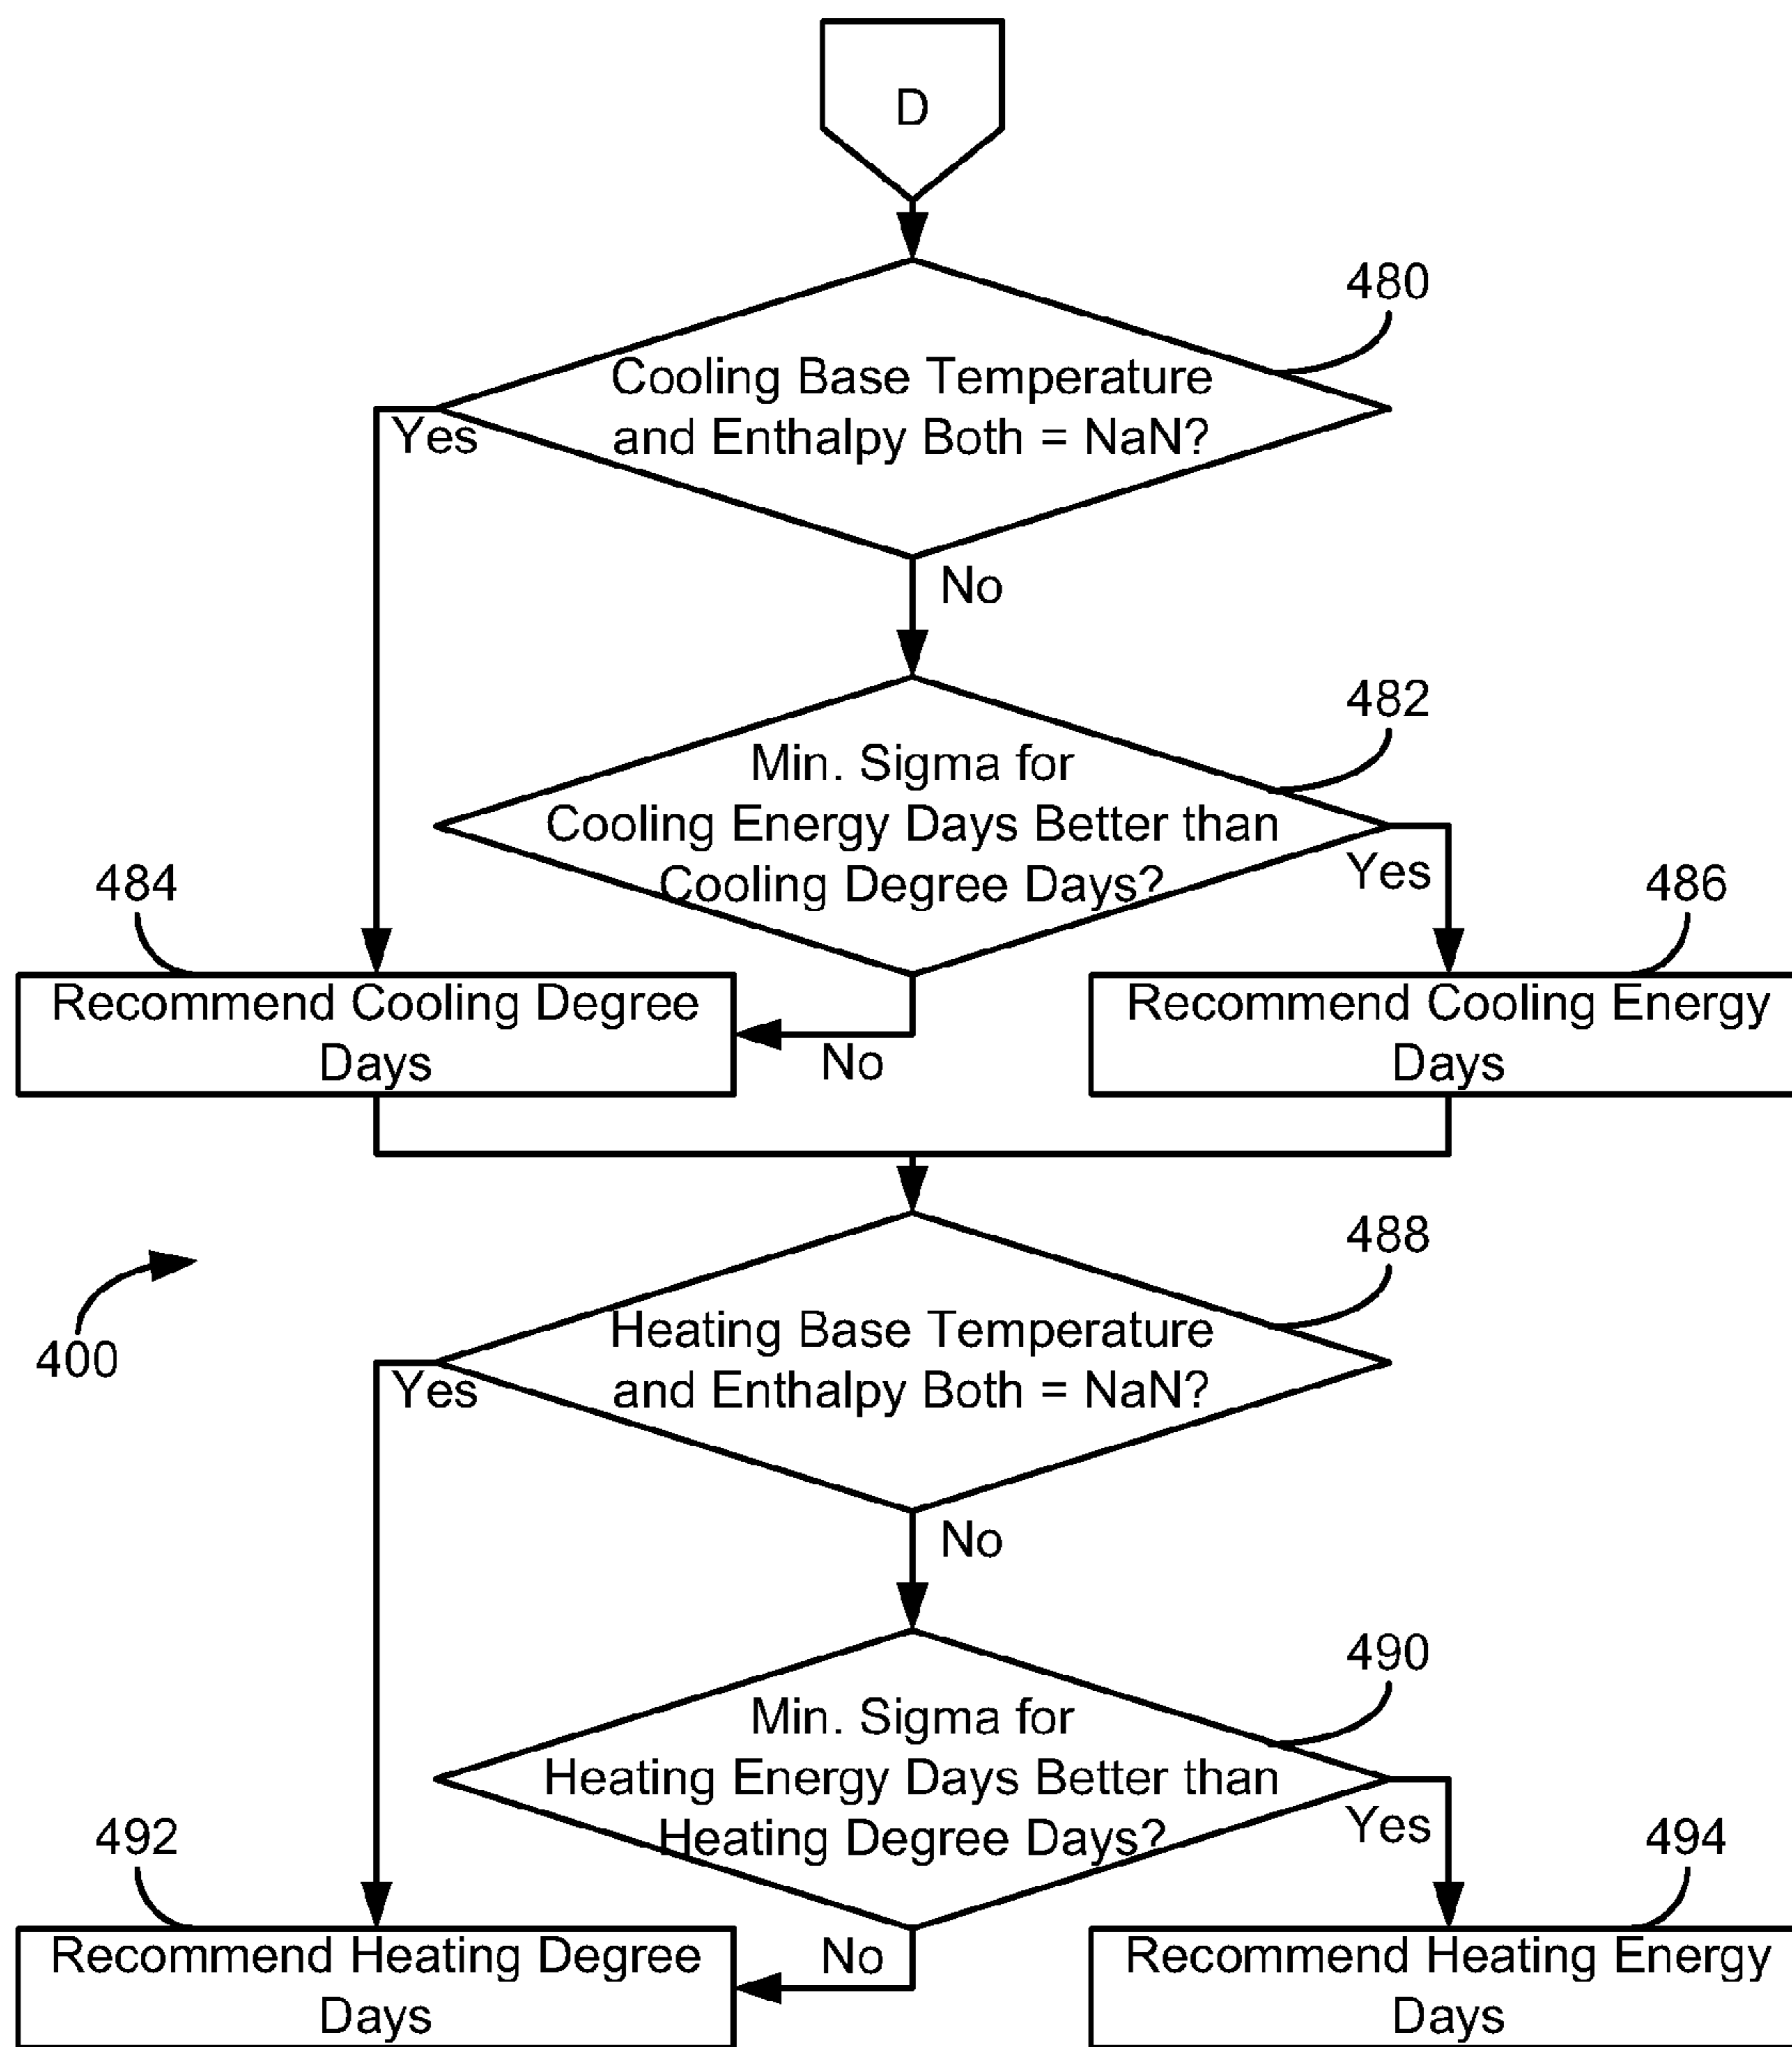 D
480
Cooling Base Temperature
and Enthalpy Both = NaN?
Yes
No
482
Min. Sigma for
Cooling Energy Days Better than
Cooling Degree Days?
Yes
484
486
Recommend Cooling Degree
Days
No
Recommend Cooling Energy
Days
488
400
Heating Base Temperature
and Enthalpy Both = NaN?
Yes
No
490
Min. Sigma for
Heating Energy Days Better than
Heating Degree Days?
Yes
492
494
Recommend Heating Degree
Days
No
Recommend Heating Energy
Days